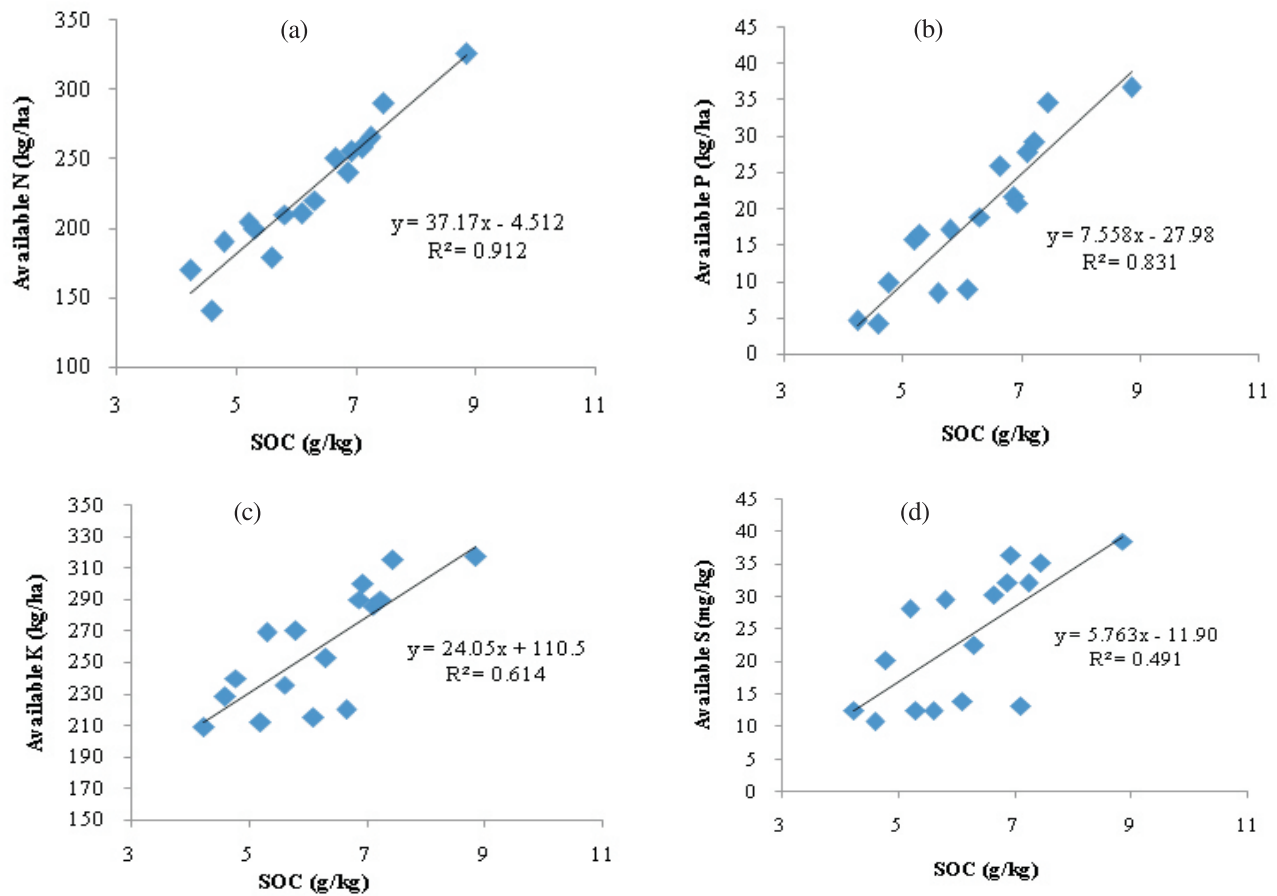 (a)
350
300
250
200
150
100
Available N (kg/ha)
y = 37.17x - 4.512
R² = 0.912
3 5 7 9 11
SOC (g/kg)
(b)
45
40
35
30
25
20
15
10
5
0
Available P (kg/ha)
y = 7.558x - 27.98
R² = 0.831
3 5 7 9 11
SOC (g/kg)
(c)
350
330
310
290
270
250
230
210
190
170
150
Available K (kg/ha)
y = 24.05x + 110.5
R² = 0.614
3 5 7 9 11
SOC (g/kg)
(d)
45
40
35
30
25
20
15
10
5
0
Available S (mg/kg)
y = 5.763x - 11.90
R² = 0.491
3 5 7 9 11
SOC (g/kg)